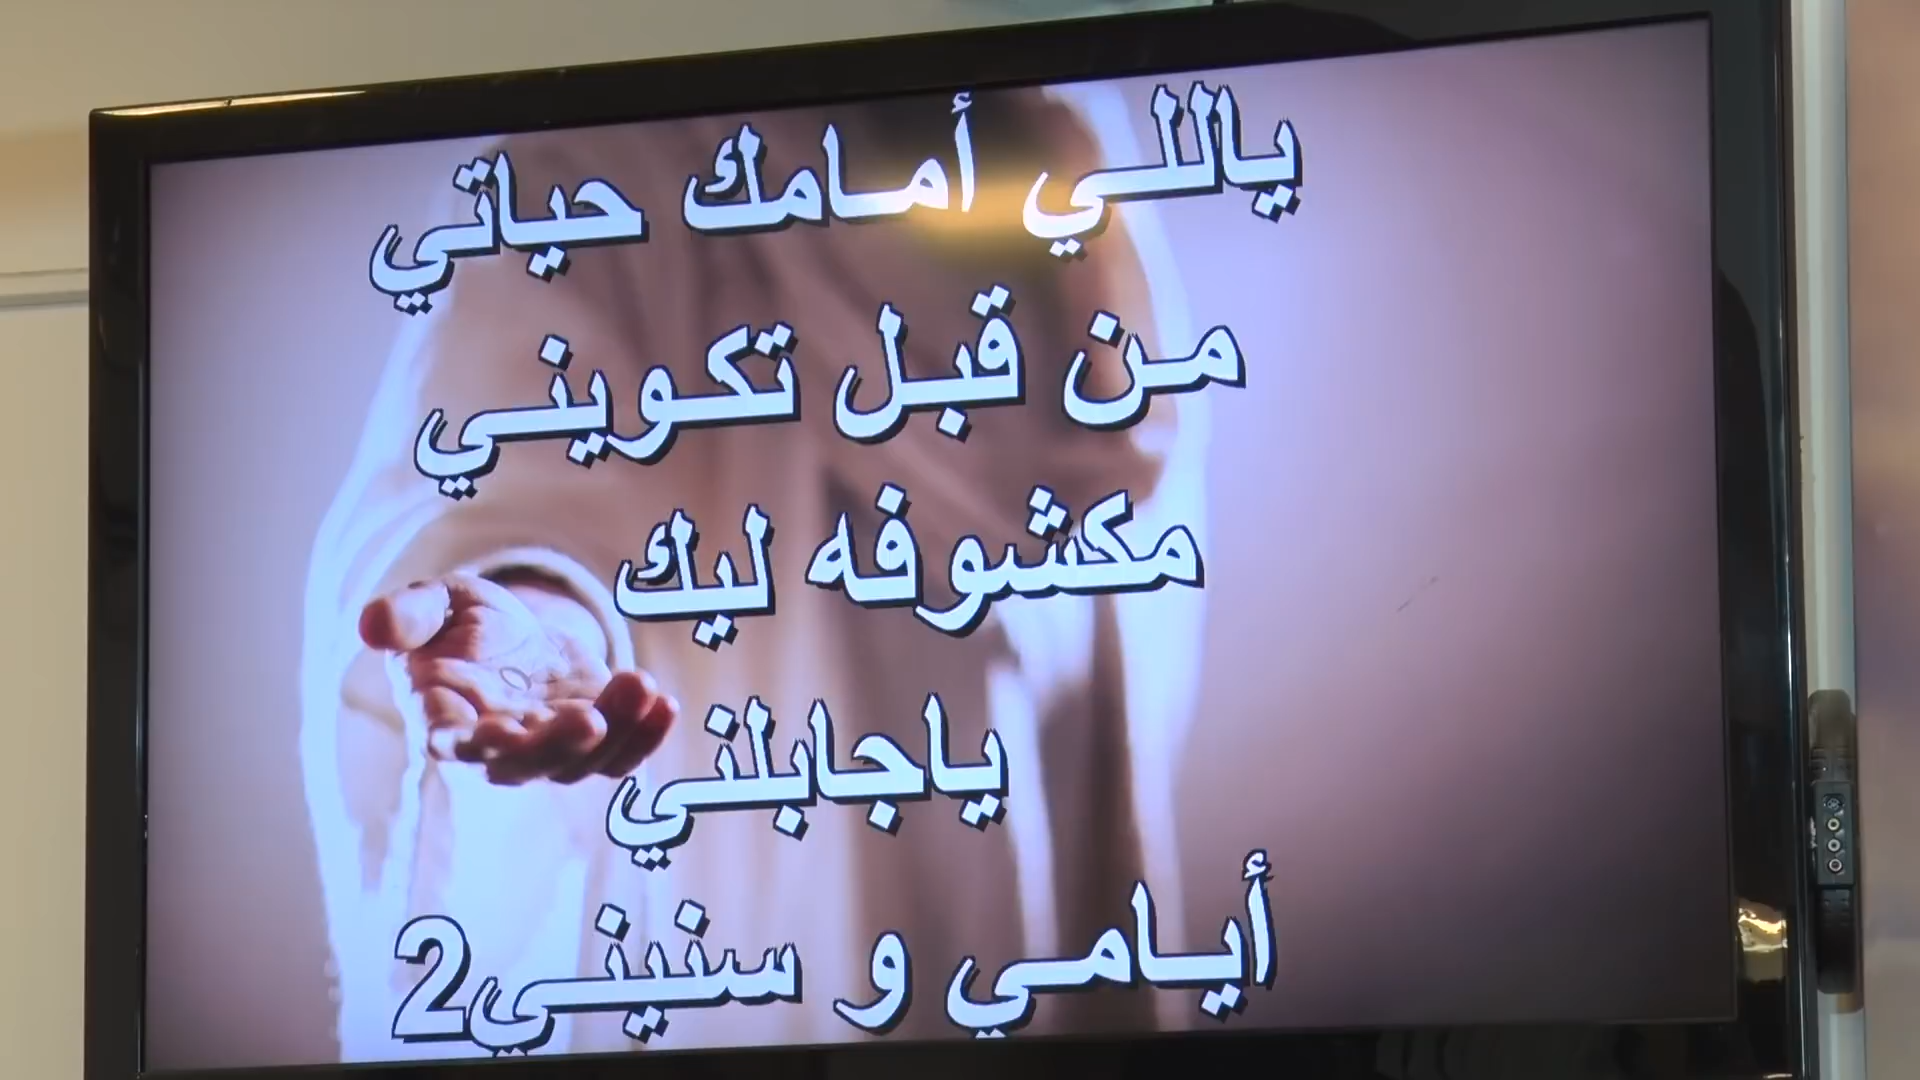 ياللي أمامك حياتي
من قبل تكويني
مكشوفه ليك
ياجابلني
أيامي و سنيني2